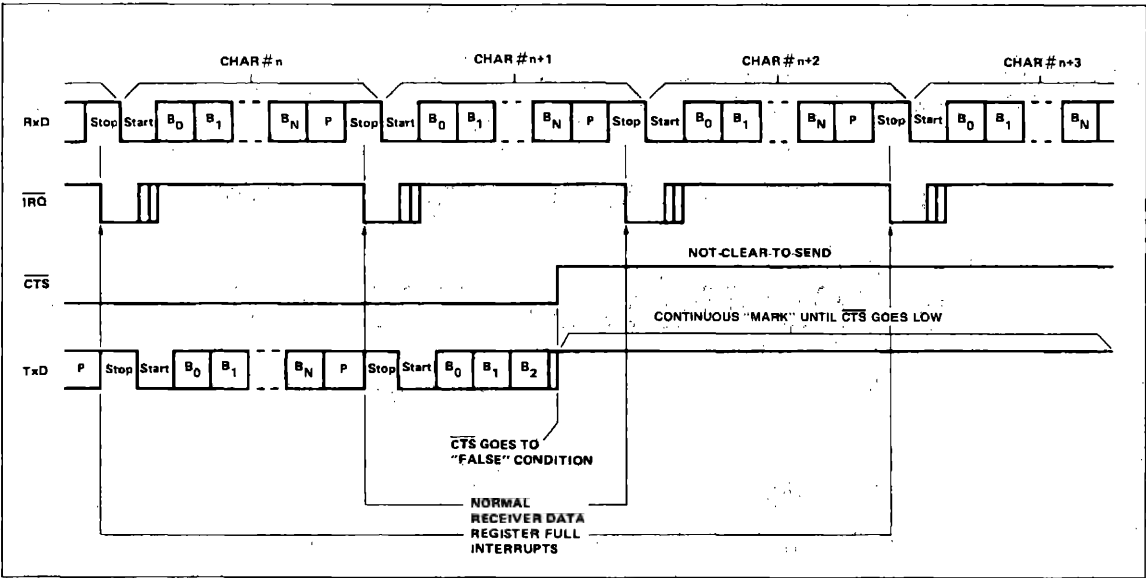 CHAR #n CHAR #n+1 CHAR #n+2 CHAR #n+3
RxD Stop Start B0 B1 BN P Stop Start B0 B1 BN P Stop Start B0 B1 BN P Stop Start B0 B1 BN
IRQ
NOT-CLEAR-TO-SEND
CTS
CONTINUOUS "MARK" UNTIL CTS GOES LOW
TxD P Stop Start B0 B1 BN P Stop Start B0 B1 B2
CTS GOES TO
"FALSE" CONDITION
NORMAL
RECEIVER DATA
REGISTER FULL
INTERRUPTS